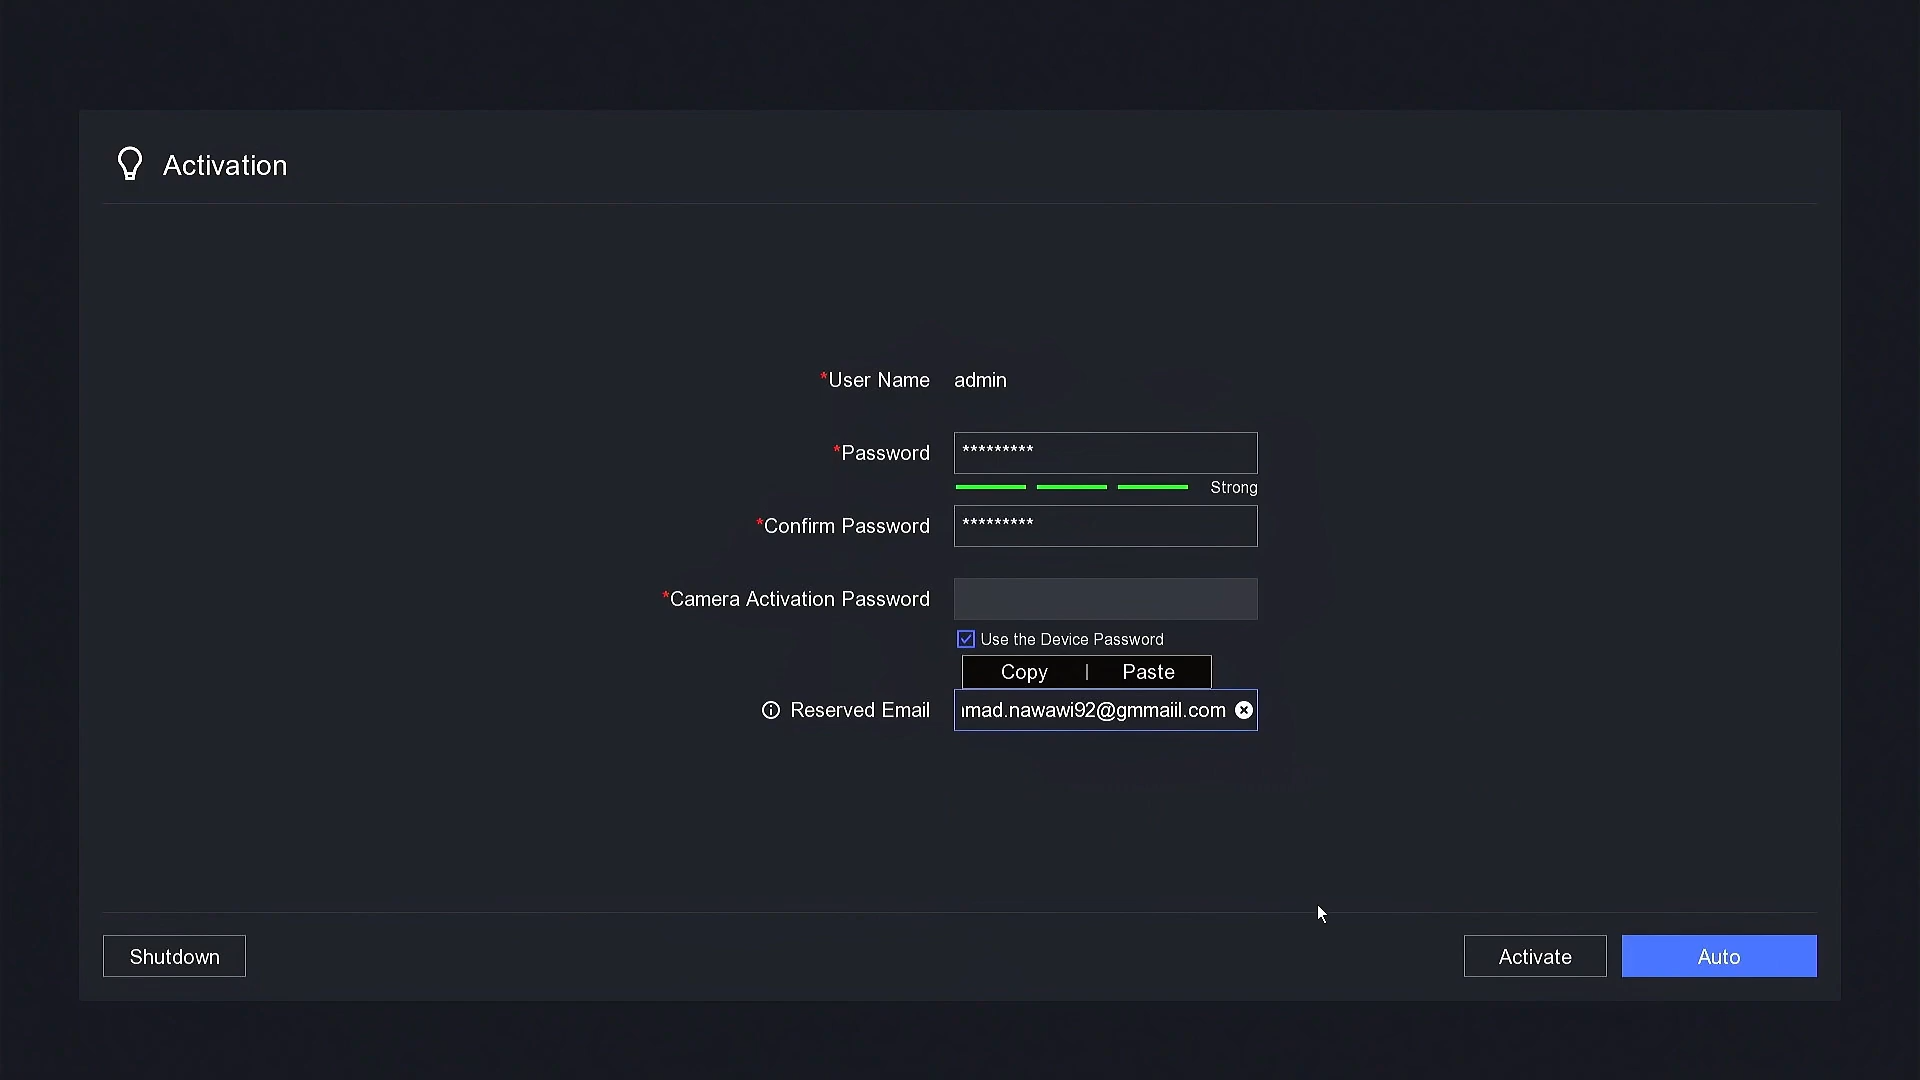 Activation
*User Name admin
*Password *********
Strong
*Confirm Password *********
*Camera Activation Password
Use the Device Password
Copy | Paste
Reserved Email mad.nawawi92@gmmaiil.com
Shutdown
Activate
Auto